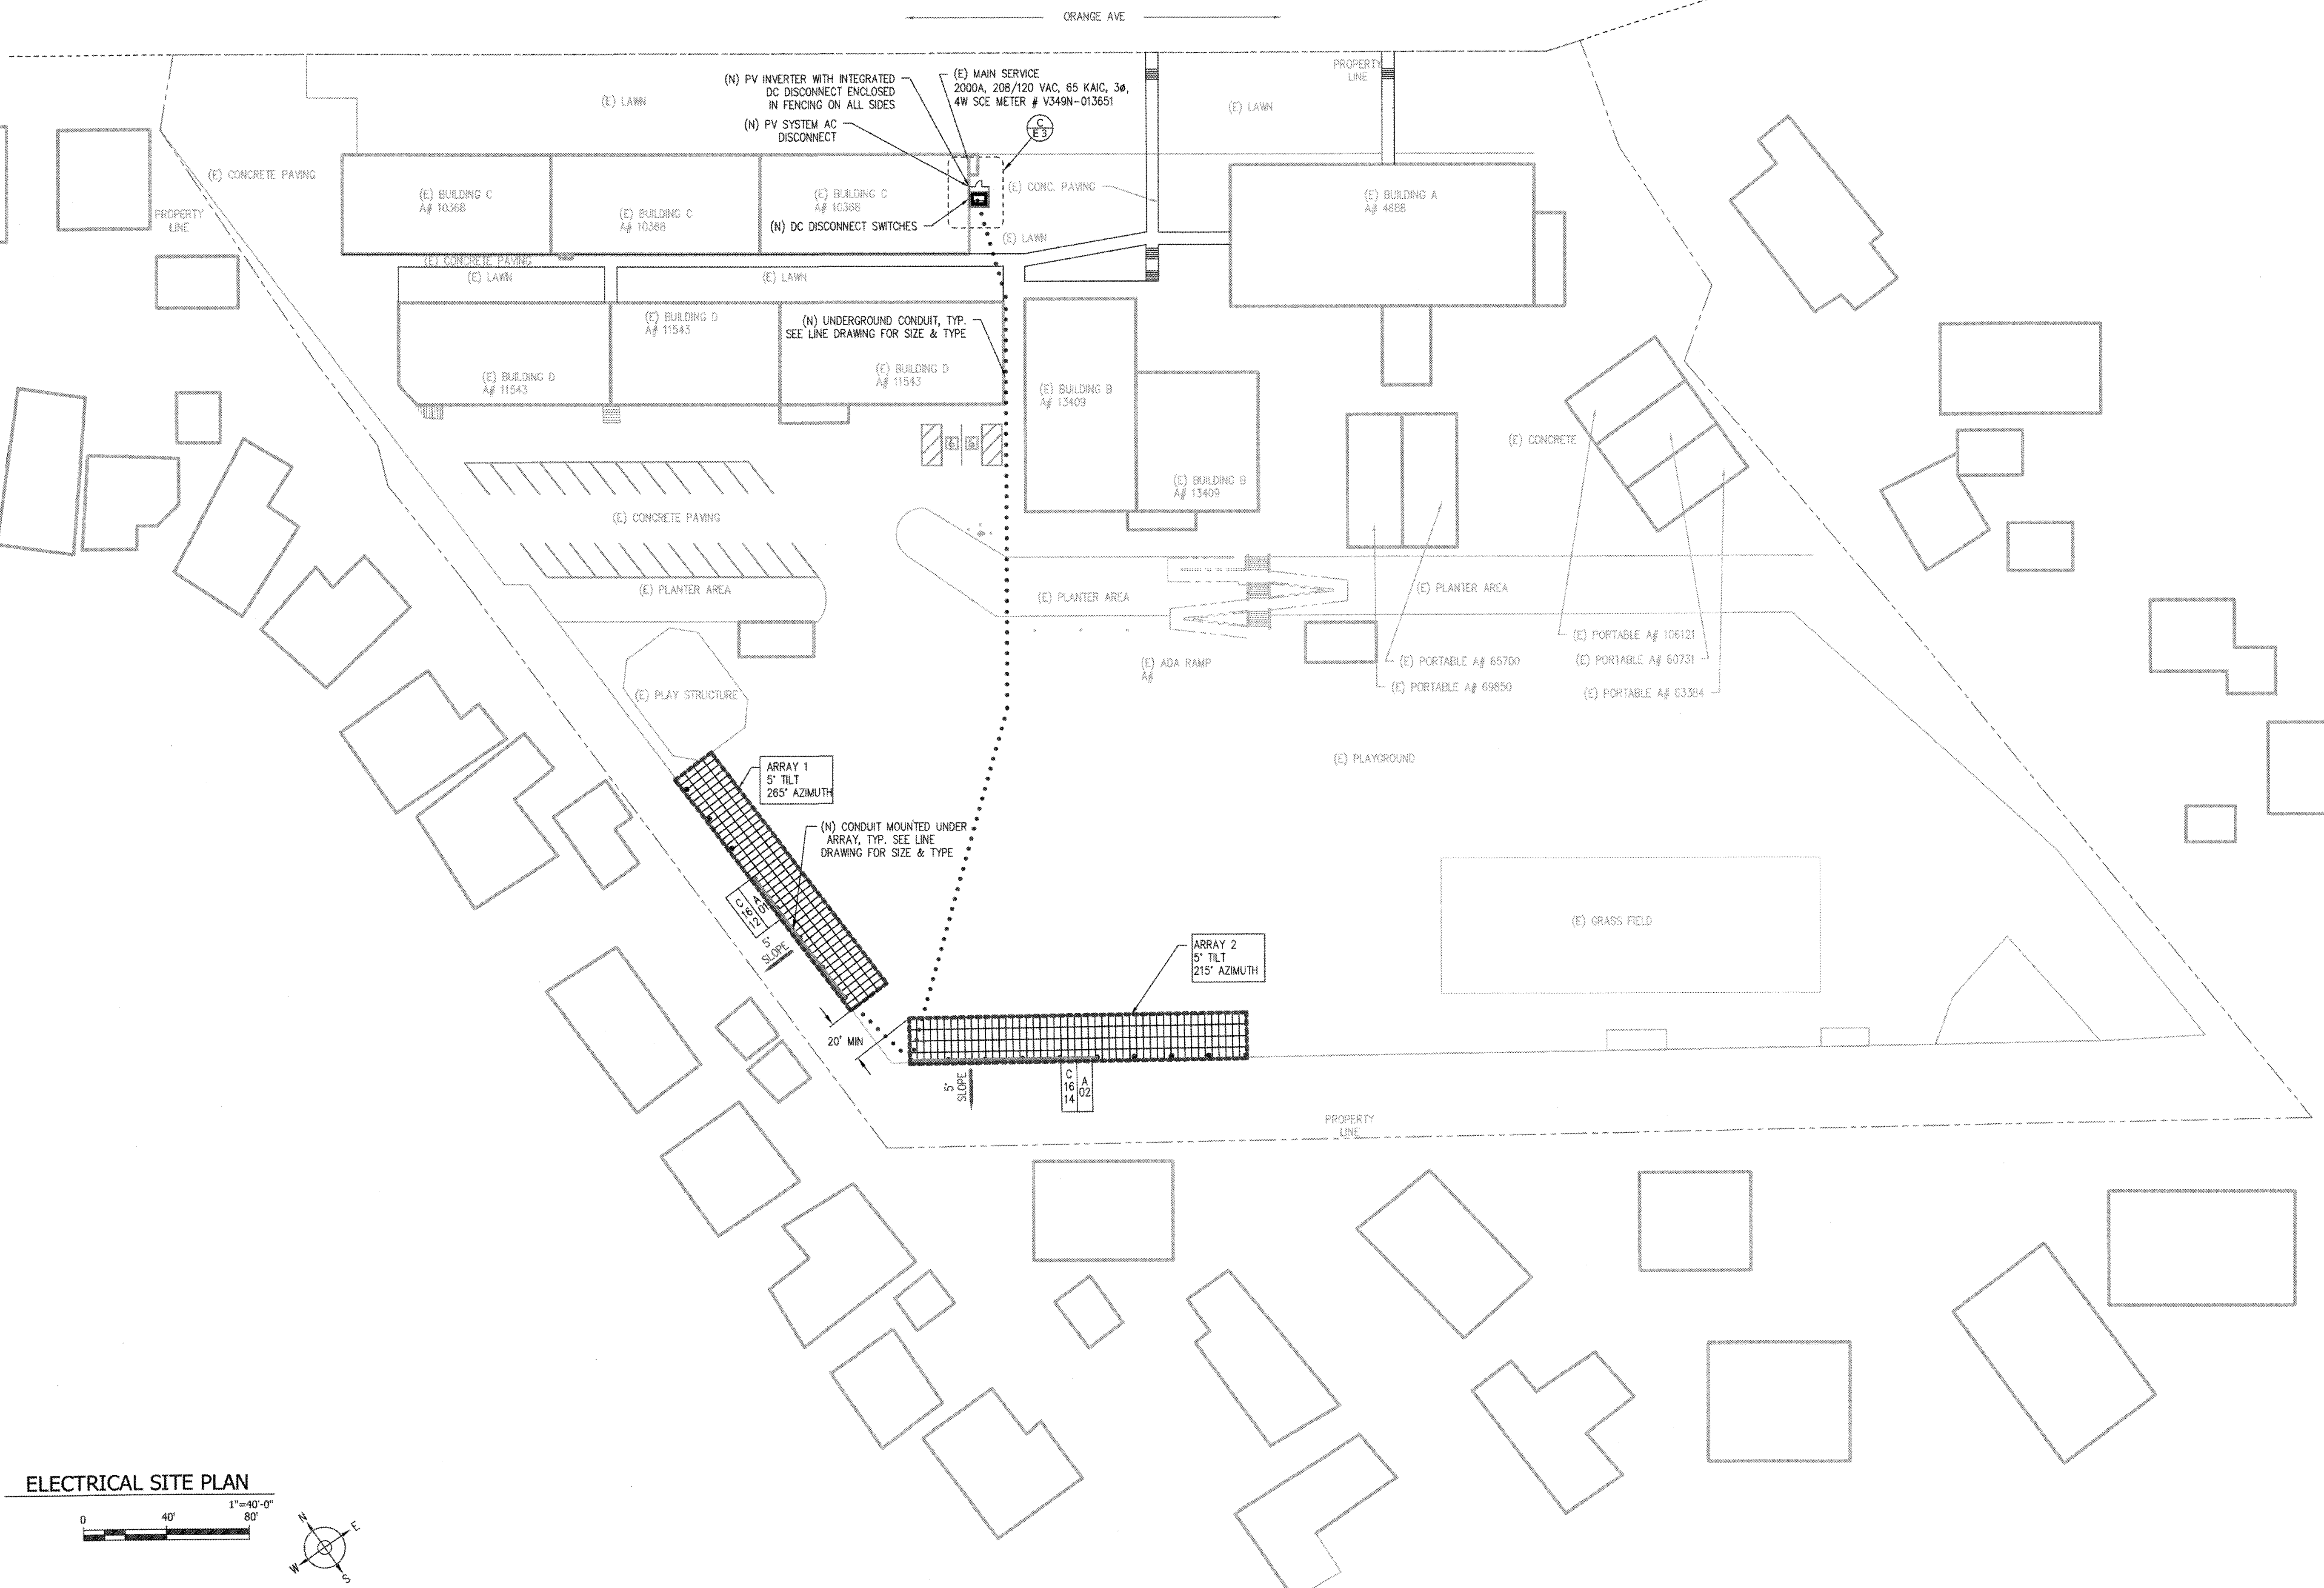 ORANGE AVE
PROPERTY
LINE
(N) PV INVERTER WITH INTEGRATED
DC DISCONNECT ENCLOSED
IN FENCING ON ALL SIDES
(E) MAIN SERVICE
2000A, 208/120 VAC, 65 KAIC, 3ø,
4W SCE METER # V349N-013651
(E) LAWN
(E) LAWN
(N) PV SYSTEM AC
DISCONNECT
C
E3
(E) CONCRETE PAVING
(E) BUILDING C
A# 10368
(E) BUILDING C
A# 10368
(E) BUILDING C
A# 10368
(E) CONC. PAVING
(E) BUILDING A
A# 4688
PROPERTY
LINE
(N) DC DISCONNECT SWITCHES
(E) LAWN
(E) CONCRETE PAVING
(E) LAWN
(E) LAWN
(E) BUILDING D
A# 11543
(N) UNDERGROUND CONDUIT, TYP.
SEE LINE DRAWING FOR SIZE & TYPE
(E) BUILDING D
A# 11543
(E) BUILDING D
A# 11543
(E) BUILDING B
A# 13409
(E) CONCRETE
(E) BUILDING B
A# 13409
(E) CONCRETE PAVING
(E) PLANTER AREA
(E) PLANTER AREA
(E) PLANTER AREA
(E) PORTABLE A# 106121
(E) PORTABLE A# 65700
(E) PORTABLE A# 60731
(E) ADA RAMP
A#
(E) PORTABLE A# 69850
(E) PORTABLE A# 63384
(E) PLAY STRUCTURE
(E) PLAYGROUND
ARRAY 1
5° TILT
265° AZIMUTH
(N) CONDUIT MOUNTED UNDER
ARRAY, TYP. SEE LINE
DRAWING FOR SIZE & TYPE
C
16
12
A
01
5°
SLOPE
(E) GRASS FIELD
ARRAY 2
5° TILT
215° AZIMUTH
20' MIN
5°
SLOPE
C
16
14
A
02
PROPERTY
LINE
ELECTRICAL SITE PLAN
1"=40'-0"
0 40' 80'
N
E
W
S